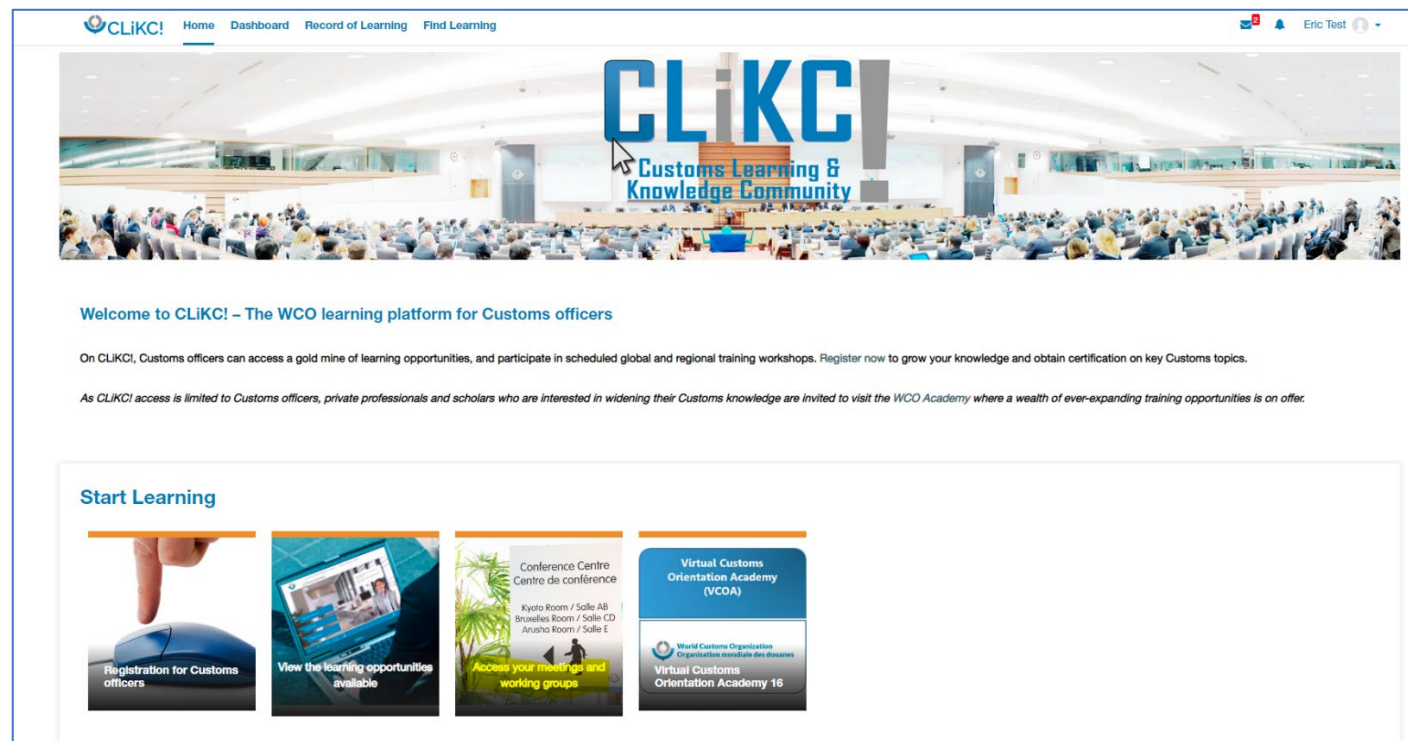 CLiKC! Home Dashboard Record of Learning Find Learning 2 Eric Test
CLiKC!
Customs Learning &
Knowledge Community
Welcome to CLiKC! – The WCO learning platform for Customs officers
On CLiKC!, Customs officers can access a gold mine of learning opportunities, and participate in scheduled global and regional training workshops. Register now to grow your knowledge and obtain certification on key Customs topics.
As CLiKC! access is limited to Customs officers, private professionals and scholars who are interested in widening their Customs knowledge are invited to visit the WCO Academy where a wealth of ever-expanding training opportunities is on offer.
Start Learning
Registration for Customs
officers
View the learning opportunities
available
Conference Centre
Centre de conférence
Kyoto Room / Salle AB
Bruxelles Room / Salle CD
Arusha Room / Salle E
Access your meetings and
working groups
Virtual Customs
Orientation Academy
(VCOA)
World Customs Organization
Organisation mondiale des douanes
Virtual Customs
Orientation Academy 16